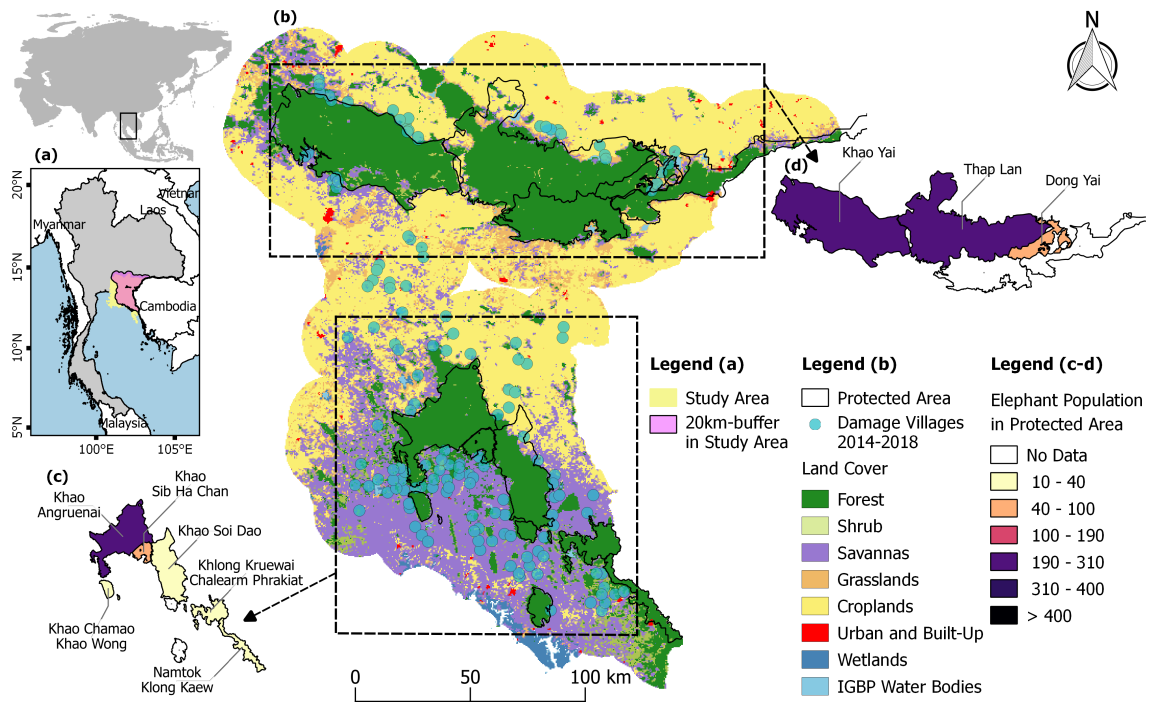 (b)
N
(a)
20°N
15°N
10°N
5°N
100°E
105°E
Myanmar
Laos
Vietnar
Cambodia
Malaysia
(d)
Khao Yai
Thap Lan
Dong Yai
(c)
Khao
Angruenai
Khao
Sib Ha Chan
Khao Soi Dao
Khlong Kruewai
Chalearm Phrakiat
Khao Chamao
Khao Wong
Namtok
Klong Kaew
0
50
100 km
Legend (a)
Study Area
20km-buffer
in Study Area
Legend (b)
Protected Area
Damage Villages
2014-2018
Land Cover
Forest
Shrub
Savannas
Grasslands
Croplands
Urban and Built-Up
Wetlands
IGBP Water Bodies
Legend (c-d)
Elephant Population
in Protected Area
No Data
10 - 40
40 - 100
100 - 190
190 - 310
310 - 400
> 400